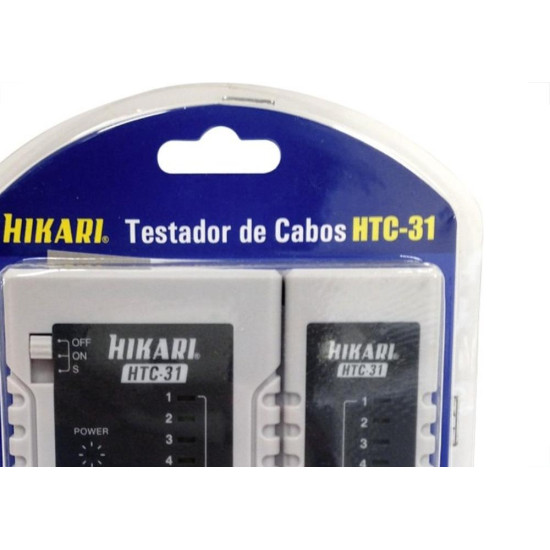 HIKARI® Testador de Cabos HTC-31
OFF
ON
S
HIKARI®
HTC-31
POWER
1
2
3
4
HIKARI®
HTC-31
1
2
3
4